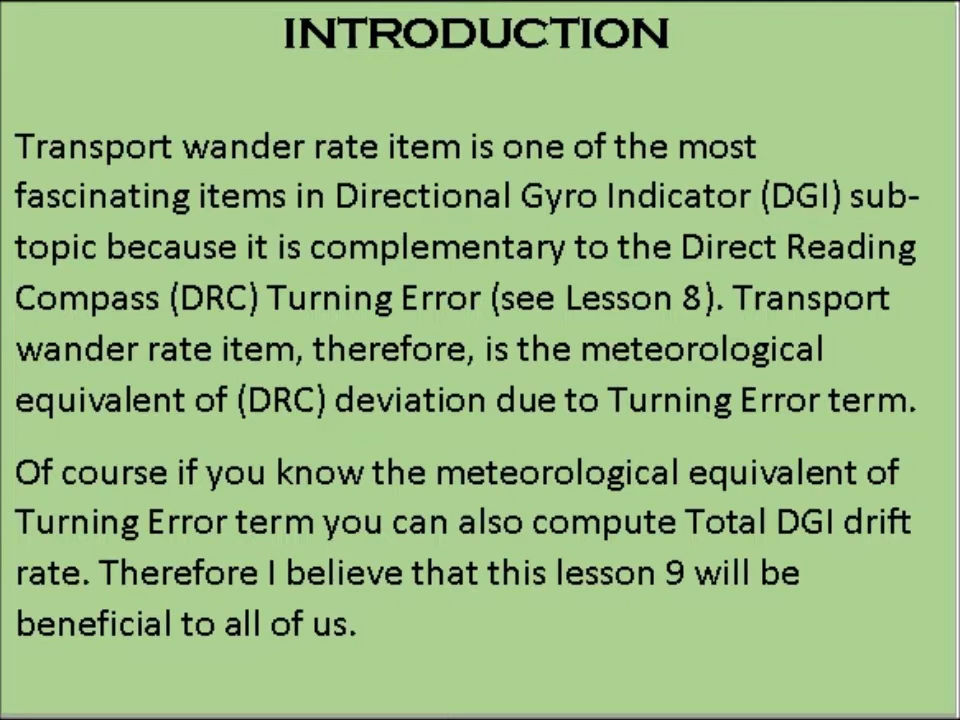 INTRODUCTION
Transport wander rate item is one of the most
fascinating items in Directional Gyro Indicator (DGI) sub-
topic because it is complementary to the Direct Reading
Compass (DRC) Turning Error (see Lesson 8). Transport
wander rate item, therefore, is the meteorological
equivalent of (DRC) deviation due to Turning Error term.
Of course if you know the meteorological equivalent of
Turning Error term you can also compute Total DGI drift
rate. Therefore I believe that this lesson 9 will be
beneficial to all of us.